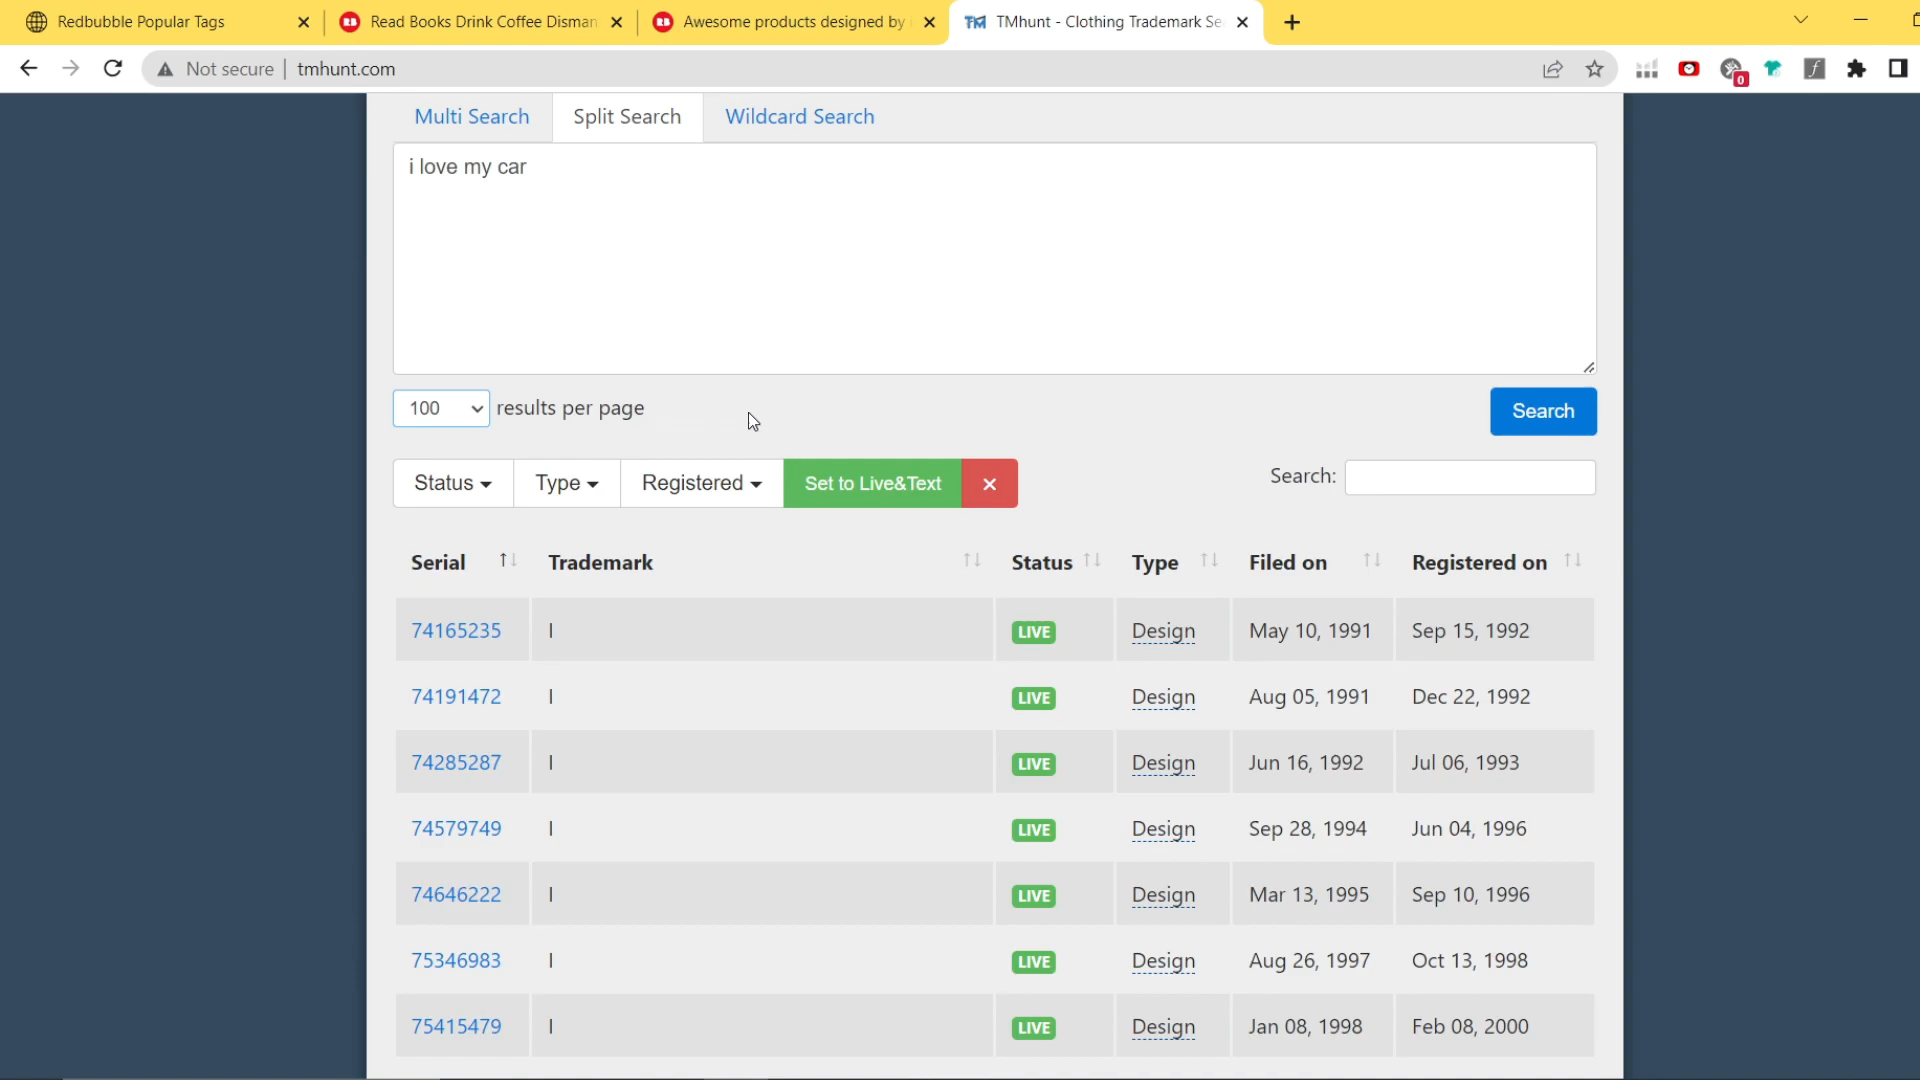 Redbubble Popular Tags
Read Books Drink Coffee Disman
Awesome products designed by
TM TMhunt - Clothing Trademark Se
Not secure | tmhunt.com
0
Multi Search Split Search Wildcard Search
i love my car
100 results per page
Search
Status Type Registered Set to Live&Text × Search:
Serial Trademark Status Type Filed on Registered on
74165235 I LIVE Design May 10, 1991 Sep 15, 1992
74191472 I LIVE Design Aug 05, 1991 Dec 22, 1992
74285287 I LIVE Design Jun 16, 1992 Jul 06, 1993
74579749 I LIVE Design Sep 28, 1994 Jun 04, 1996
74646222 I LIVE Design Mar 13, 1995 Sep 10, 1996
75346983 I LIVE Design Aug 26, 1997 Oct 13, 1998
75415479 I LIVE Design Jan 08, 1998 Feb 08, 2000